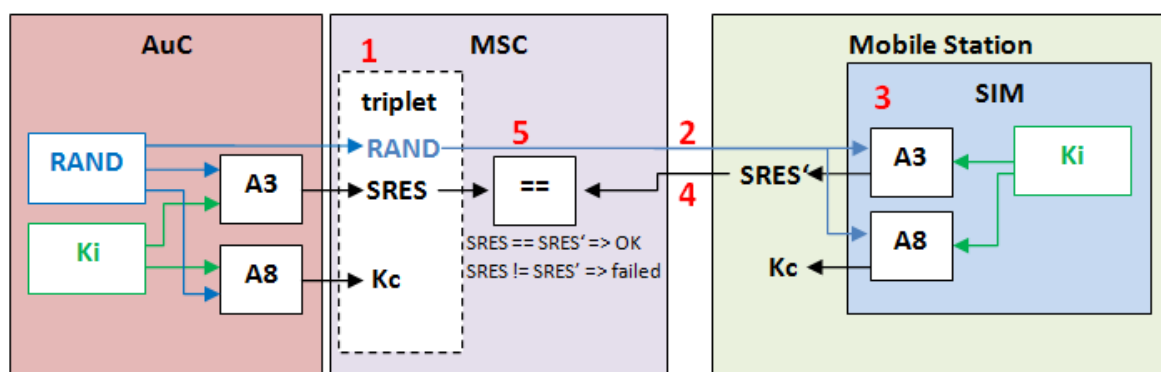 AuC
MSC
Mobile Station
1
triplet
3
SIM
RAND
RAND
5
2
A3
Ki
A3
SRES
==
4
SRES‘
Ki
SRES == SRES‘ => OK
SRES != SRES’ => failed
A8
A8
Kc
Kc